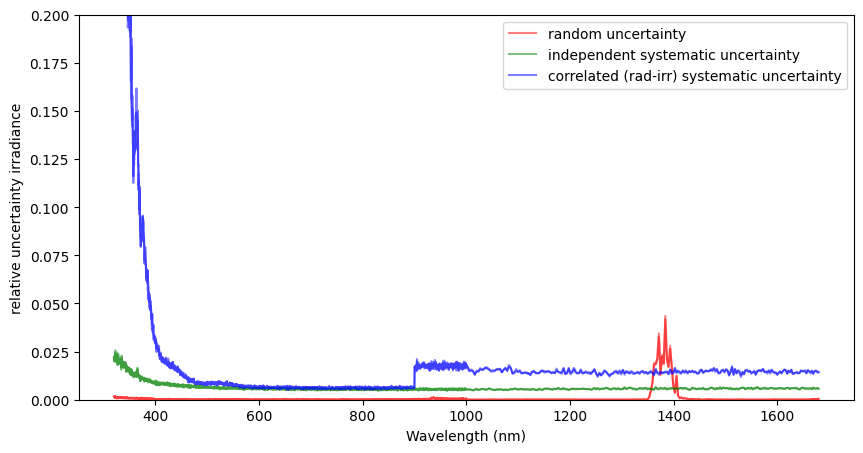 random uncertainty
independent systematic uncertainty
correlated (rad-irr) systematic uncertainty
relative uncertainty irradiance
0.200
0.175
0.150
0.125
0.100
0.075
0.050
0.025
0.000
400 600 800 1000 1200 1400 1600
Wavelength (nm)